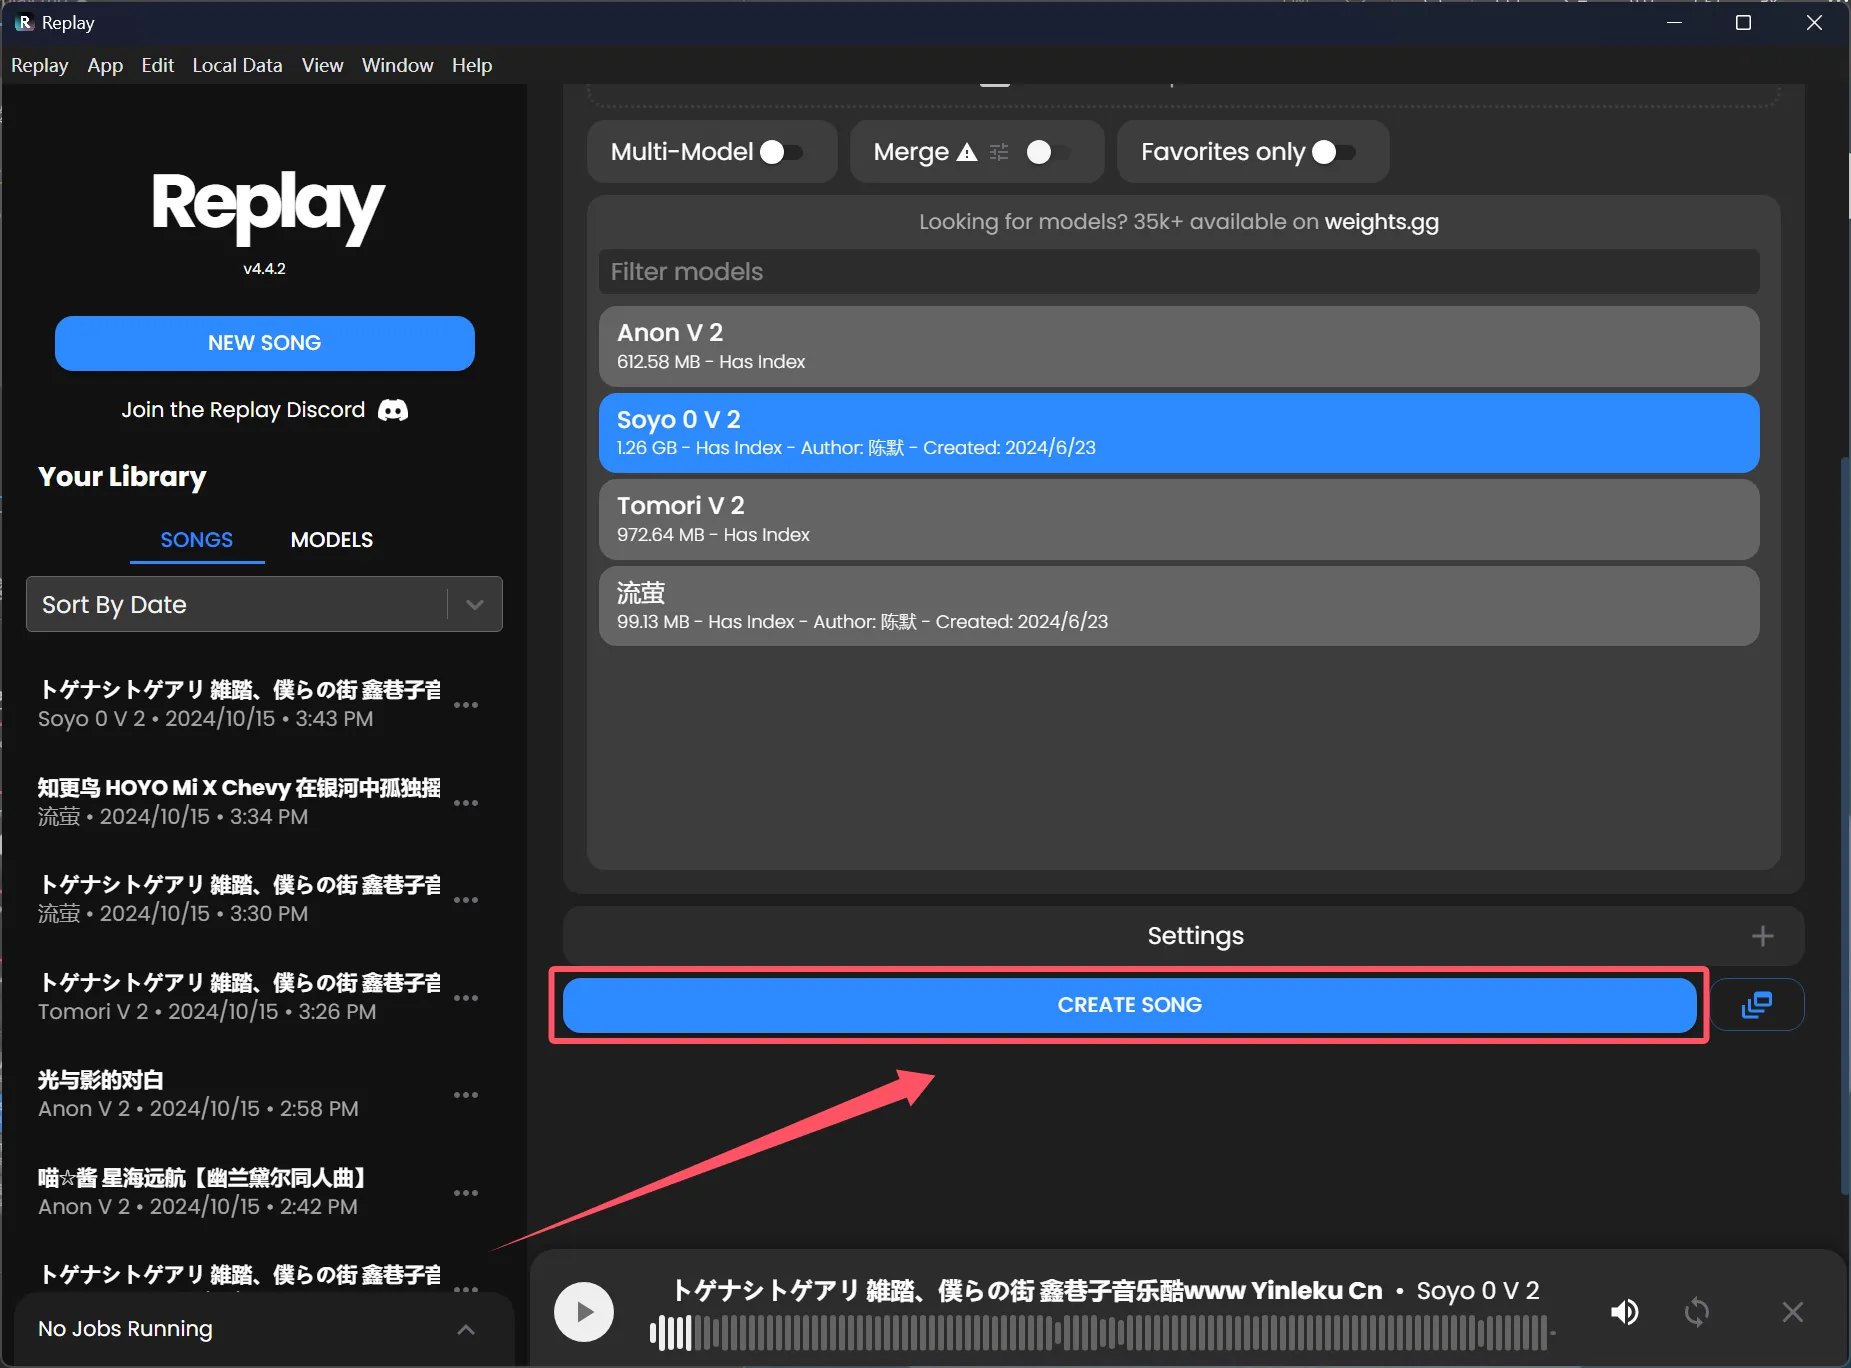 Replay
Replay App Edit Local Data View Window Help
Replay
v4.4.2
NEW SONG
Join the Replay Discord
Your Library
SONGS MODELS
Sort By Date
トゲナシトゲアリ 雑踏、僕らの街 鑫巷子音
Soyo 0 V 2 • 2024/10/15 • 3:43 PM
知更鸟 HOYO Mi X Chevy 在银河中孤独摇
流萤 • 2024/10/15 • 3:34 PM
トゲナシトゲアリ 雑踏、僕らの街 鑫巷子音
流萤 • 2024/10/15 • 3:30 PM
トゲナシトゲアリ 雑踏、僕らの街 鑫巷子音
Tomori V 2 • 2024/10/15 • 3:26 PM
光与影的对白
Anon V 2 • 2024/10/15 • 2:58 PM
喵☆酱 星海远航【幽兰黛尔同人曲】
Anon V 2 • 2024/10/15 • 2:42 PM
トゲナシトゲアリ 雑踏、僕らの街 鑫巷子音
No Jobs Running
Multi-Model
Merge
Favorites only
Looking for models? 35k+ available on weights.gg
Filter models
Anon V 2
612.58 MB - Has Index
Soyo 0 V 2
1.26 GB - Has Index - Author: 陈默 - Created: 2024/6/23
Tomori V 2
972.64 MB - Has Index
流萤
99.13 MB - Has Index - Author: 陈默 - Created: 2024/6/23
Settings
CREATE SONG
トゲナシトゲアリ 雑踏、僕らの街 鑫巷子音乐酷www Yinleku Cn • Soyo 0 V 2